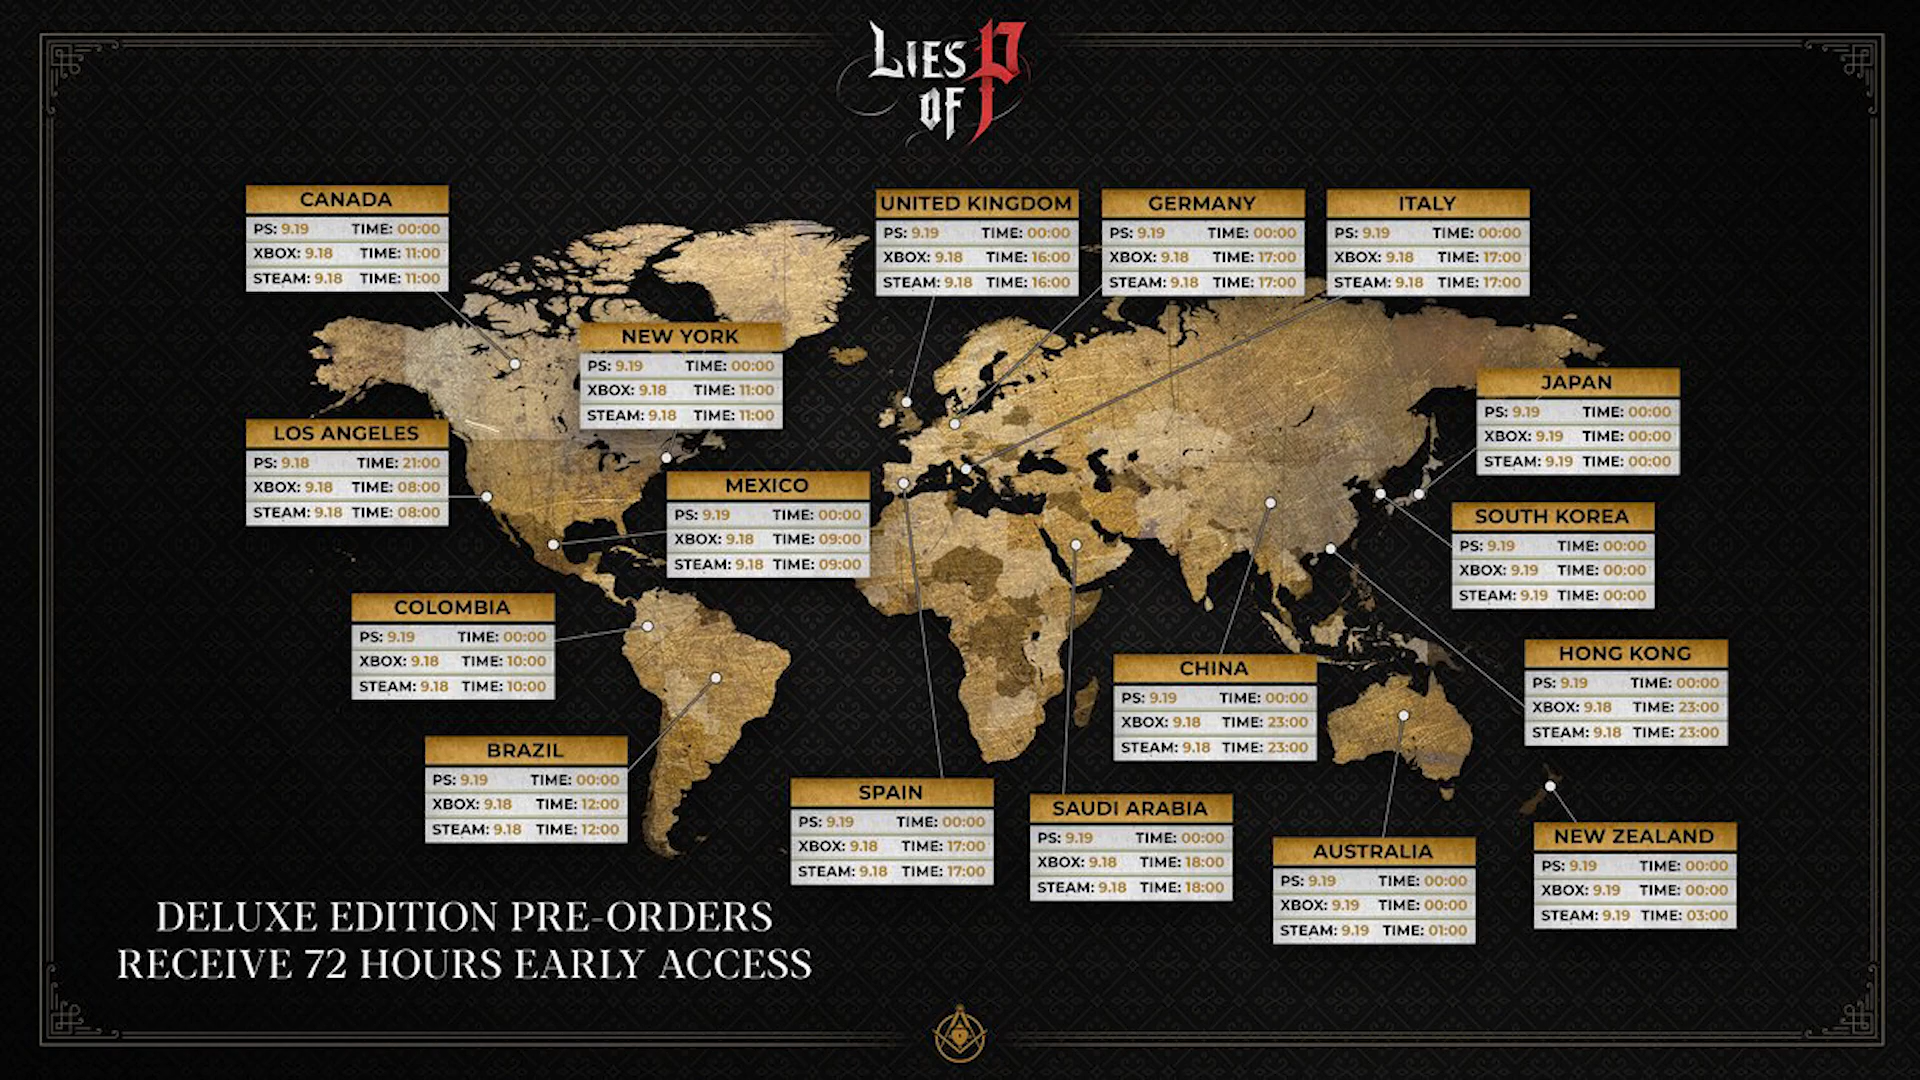 LIES P
OF
CANADA
PS: 9.19 TIME: 00:00
XBOX: 9.18 TIME: 11:00
STEAM: 9.18 TIME: 11:00
UNITED KINGDOM
PS: 9.19 TIME: 00:00
XBOX: 9.18 TIME: 16:00
STEAM: 9.18 TIME: 16:00
GERMANY
PS: 9.19 TIME: 00:00
XBOX: 9.18 TIME: 17:00
STEAM: 9.18 TIME: 17:00
ITALY
PS: 9.19 TIME: 00:00
XBOX: 9.18 TIME: 17:00
STEAM: 9.18 TIME: 17:00
NEW YORK
PS: 9.19 TIME: 00:00
XBOX: 9.18 TIME: 11:00
STEAM: 9.18 TIME: 11:00
JAPAN
PS: 9.19 TIME: 00:00
XBOX: 9.19 TIME: 00:00
STEAM: 9.19 TIME: 00:00
LOS ANGELES
PS: 9.18 TIME: 21:00
XBOX: 9.18 TIME: 08:00
STEAM: 9.18 TIME: 08:00
MEXICO
PS: 9.19 TIME: 00:00
XBOX: 9.18 TIME: 09:00
STEAM: 9.18 TIME: 09:00
SOUTH KOREA
PS: 9.19 TIME: 00:00
XBOX: 9.19 TIME: 00:00
STEAM: 9.19 TIME: 00:00
COLOMBIA
PS: 9.19 TIME: 00:00
XBOX: 9.18 TIME: 10:00
STEAM: 9.18 TIME: 10:00
CHINA
PS: 9.19 TIME: 00:00
XBOX: 9.18 TIME: 23:00
STEAM: 9.18 TIME: 23:00
HONG KONG
PS: 9.19 TIME: 00:00
XBOX: 9.18 TIME: 23:00
STEAM: 9.18 TIME: 23:00
BRAZIL
PS: 9.19 TIME: 00:00
XBOX: 9.18 TIME: 12:00
STEAM: 9.18 TIME: 12:00
SPAIN
PS: 9.19 TIME: 00:00
XBOX: 9.18 TIME: 17:00
STEAM: 9.18 TIME: 17:00
SAUDI ARABIA
PS: 9.19 TIME: 00:00
XBOX: 9.18 TIME: 18:00
STEAM: 9.18 TIME: 18:00
AUSTRALIA
PS: 9.19 TIME: 00:00
XBOX: 9.19 TIME: 00:00
STEAM: 9.19 TIME: 01:00
NEW ZEALAND
PS: 9.19 TIME: 00:00
XBOX: 9.19 TIME: 00:00
STEAM: 9.19 TIME: 03:00
DELUXE EDITION PRE-ORDERS
RECEIVE 72 HOURS EARLY ACCESS